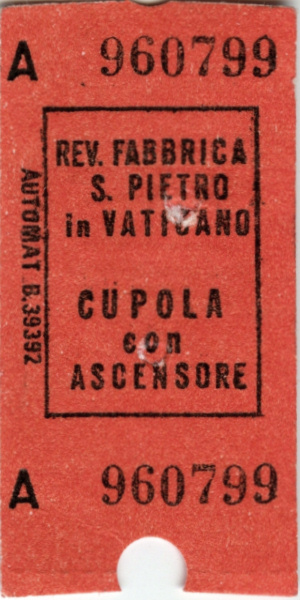 A 960799
REV. FABBRICA
S. PIETRO
in VATICANO
CUPOLA
con
ASCENSORE
AUTOMAT B.39392
A 960799